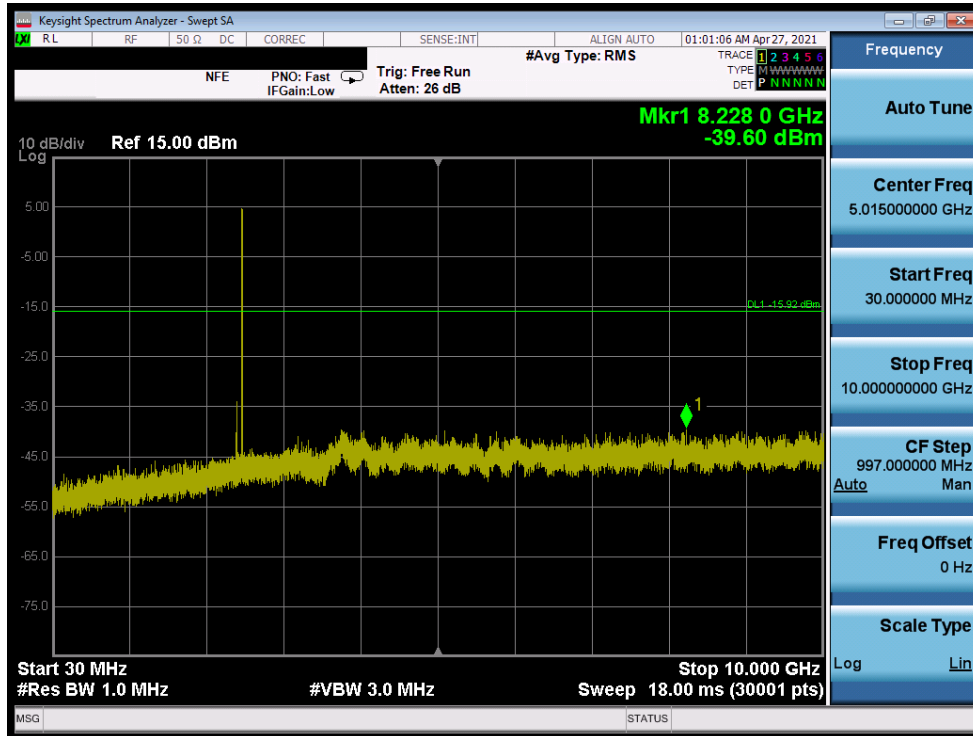 Keysight Spectrum Analyzer - Swept SA
LXI RL RF 50 Ω DC CORREC SENSE:INT ALIGN AUTO 01:01:06 AM Apr 27, 2021
NFE PNO: Fast IFGain:Low
Trig: Free Run
Atten: 26 dB
#Avg Type: RMS
TRACE 1 2 3 4 5 6
TYPE M W W W W W
DET P N N N N N
Mkr1 8.228 0 GHz
-39.60 dBm
10 dB/div Ref 15.00 dBm
Log
5.00
-5.00
-15.0
DL1 -15.92 dBm
-25.0
-35.0
1
-45.0
-55.0
-65.0
-75.0
Start 30 MHz Stop 10.000 GHz
#Res BW 1.0 MHz #VBW 3.0 MHz Sweep 18.00 ms (30001 pts)
MSG STATUS
Frequency
Auto Tune
Center Freq
5.015000000 GHz
Start Freq
30.000000 MHz
Stop Freq
10.000000000 GHz
CF Step
997.000000 MHz
Auto Man
Freq Offset
0 Hz
Scale Type
Log Lin